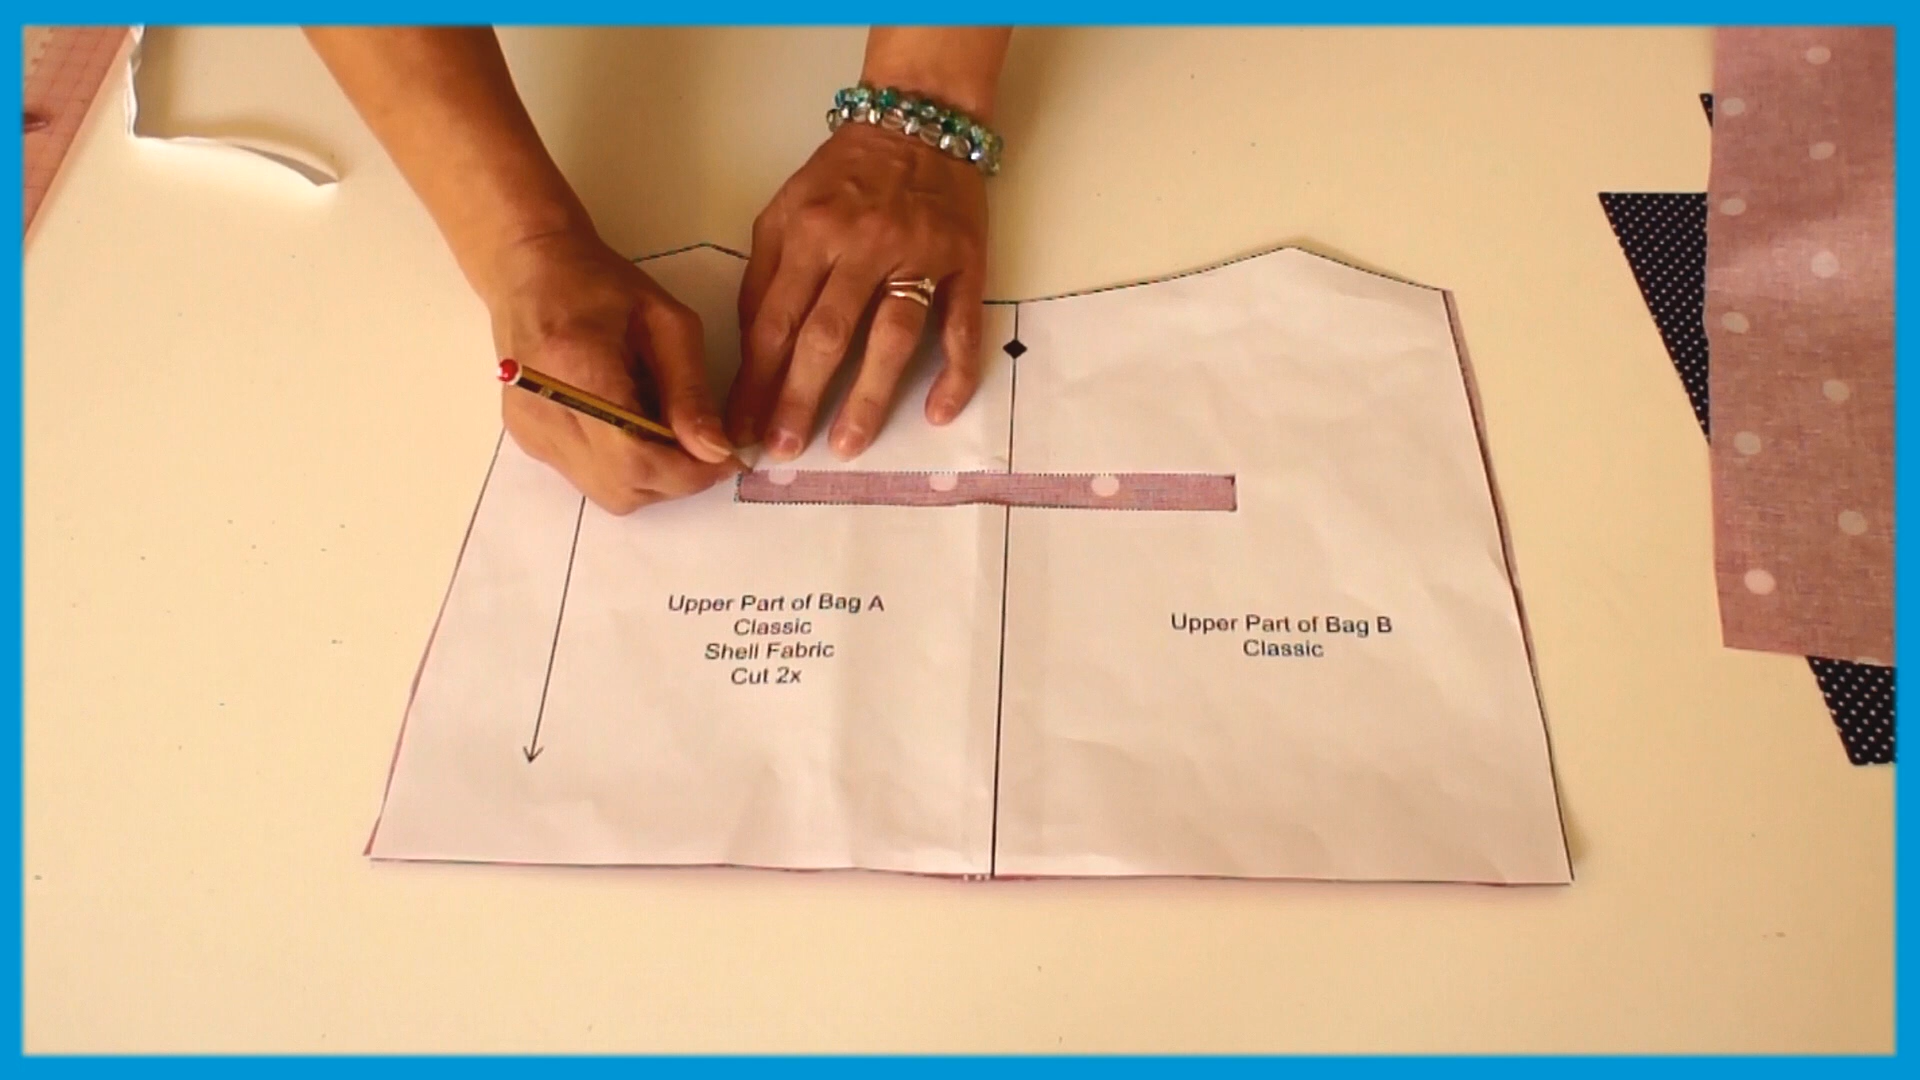 Upper Part of Bag A
Classic
Shell Fabric
Cut 2x
Upper Part of Bag B
Classic